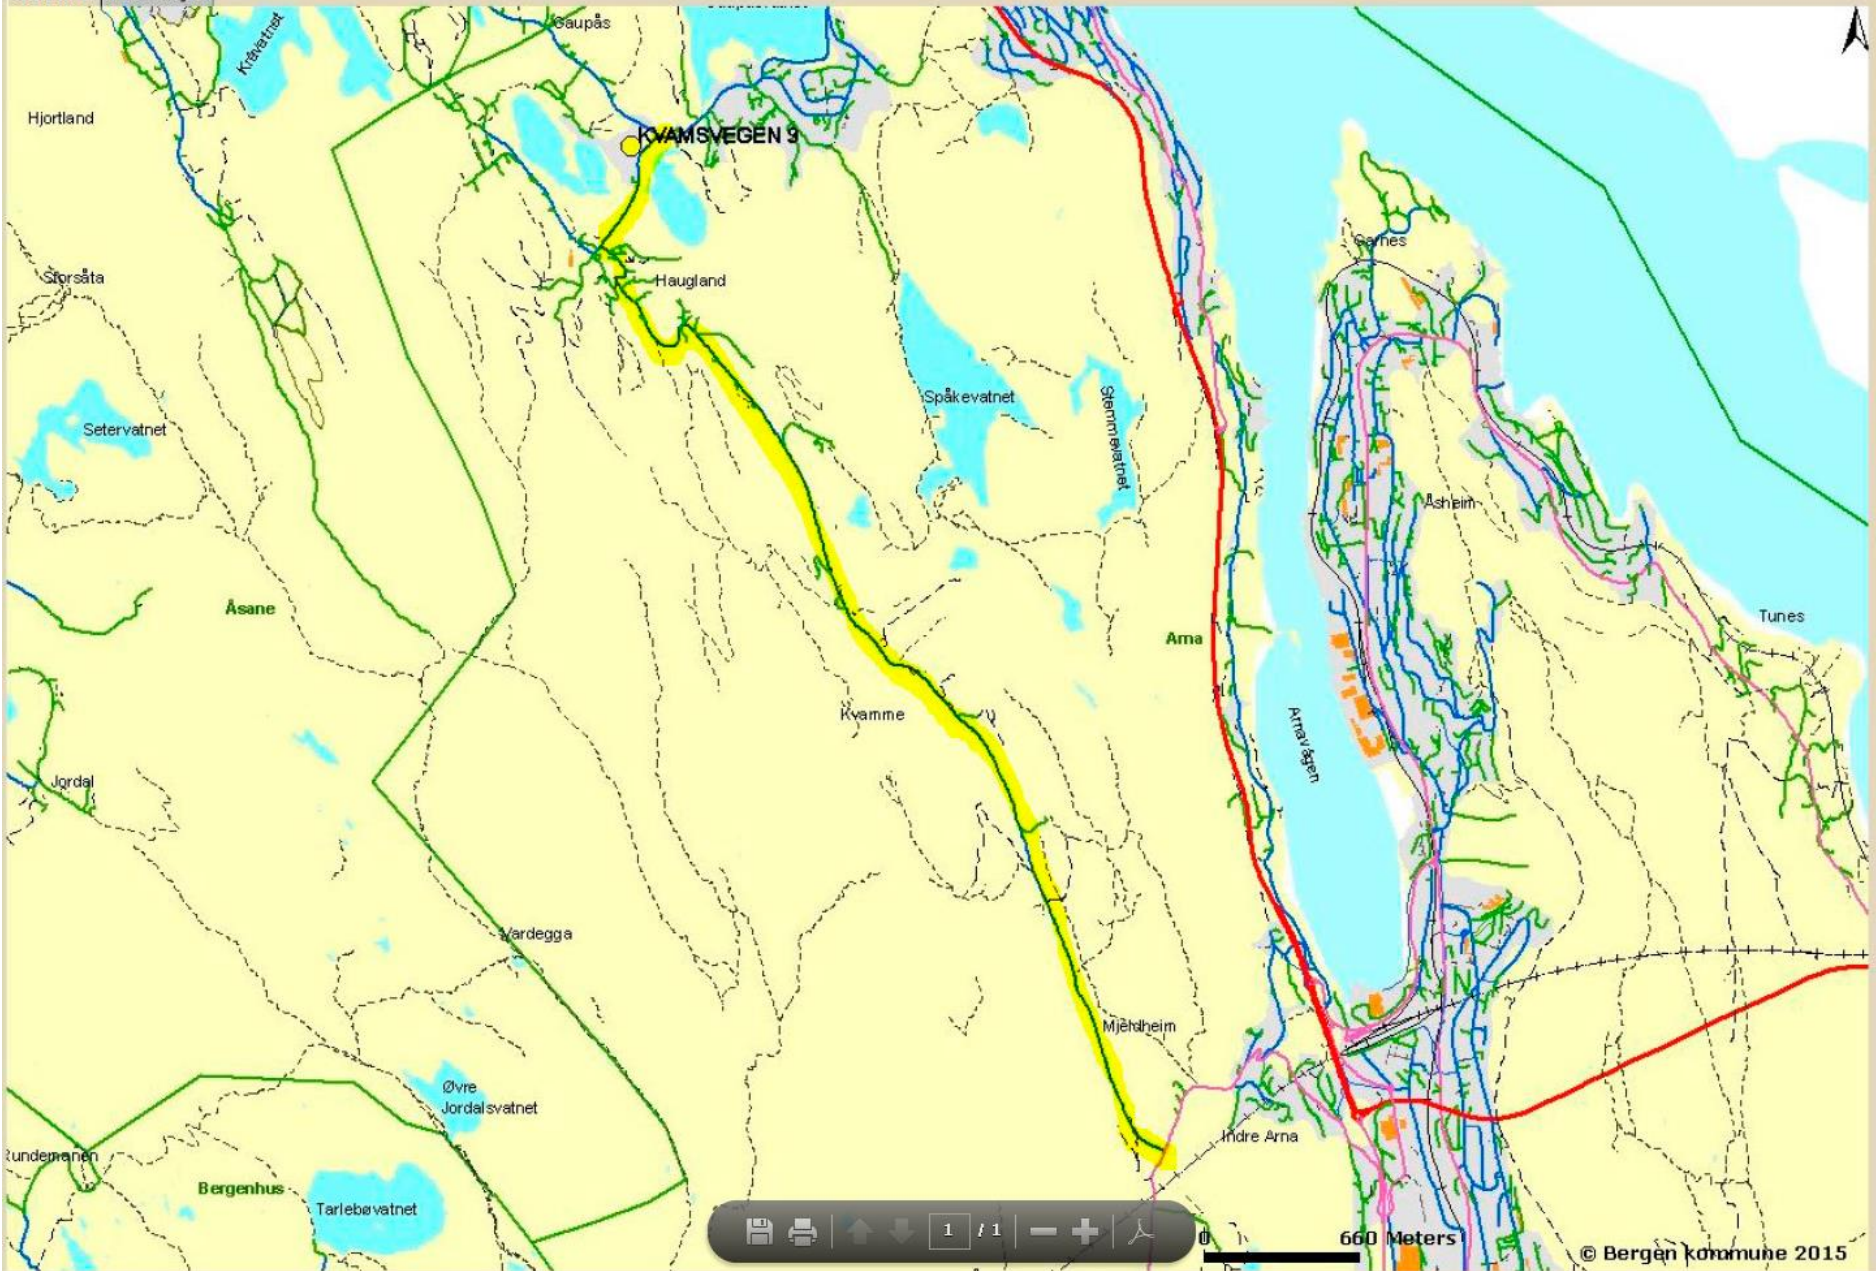 Gaupås
Kråvatnet
Hjortland
KVAMSVEGEN 9
Garnes
Storsåta
Haugland
Spåkevatnet
Stemmevatnet
Setervatnet
Åsheim
Åsane
Tunes
Arna
Kvamme
Arnavågen
Jordal
Vardegga
N
Mjeldheim
Øvre
Jordalsvatnet
Indre Arna
Rundemanen
Bergenhus
Tarlebøvatnet
1 / 1
0 660 Meters
© Bergen kommune 2015